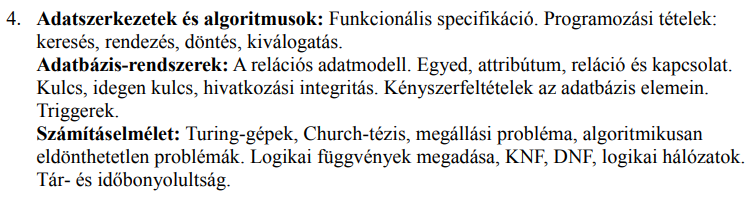 4. Adatszerkezetek és algoritmusok: Funkcionális specifikáció. Programozási tételek:
keresés, rendezés, döntés, kiválogatás.
Adatbázis-rendszerek: A relációs adatmodell. Egyed, attribútum, reláció és kapcsolat.
Kulcs, idegen kulcs, hivatkozási integritás. Kényszerfeltételek az adatbázis elemein.
Triggerek.
Számításelmélet: Turing-gépek, Church-tézis, megállási probléma, algoritmikusan
eldönthetetlen problémák. Logikai függvények megadása, KNF, DNF, logikai hálózatok.
Tár- és időbonyolultság.